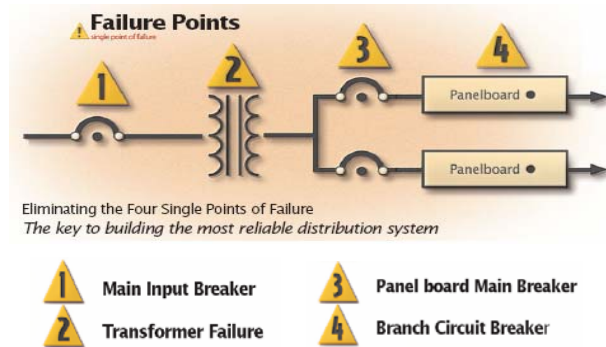 Failure Points
single point of failure
1
2
3
4
Panelboard
Panelboard
Eliminating the Four Single Points of Failure
The key to building the most reliable distribution system
1 Main Input Breaker
2 Transformer Failure
3 Panel board Main Breaker
4 Branch Circuit Breaker